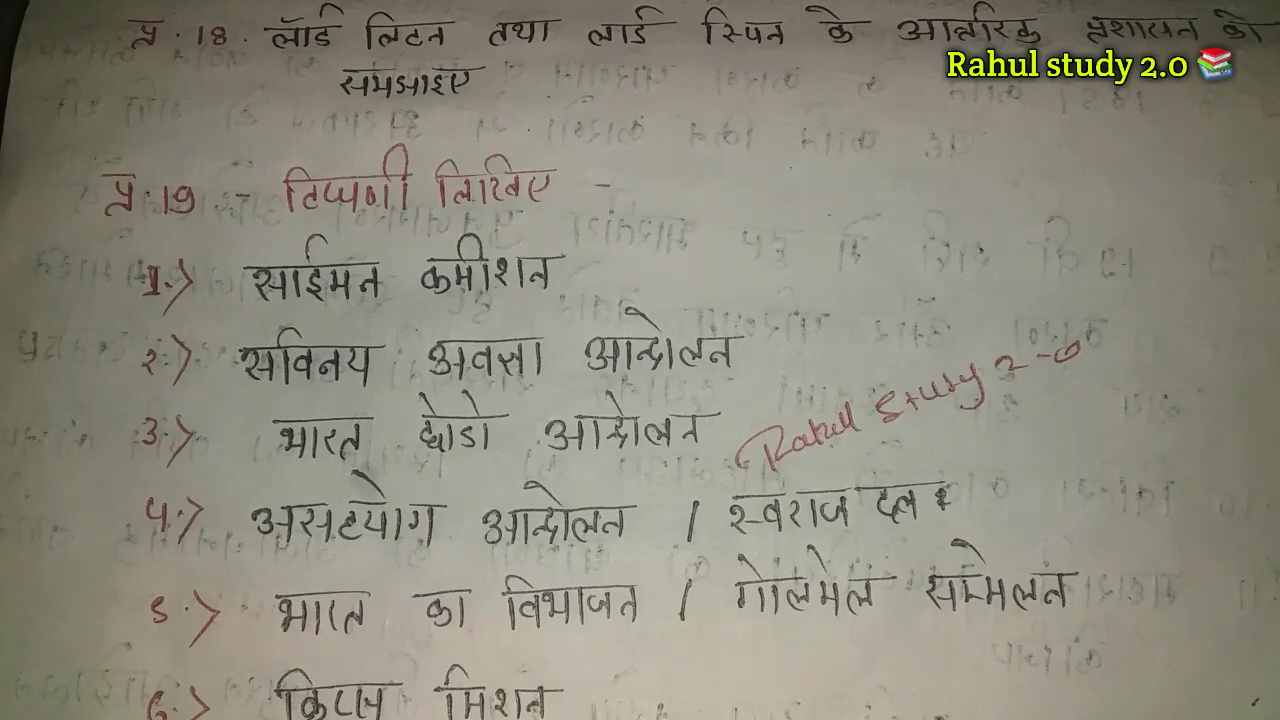 प्र. 18. लॉर्ड लिटन तथा लार्ड रिपन के आन्तरिक प्रशासन को
Rahul study 2.0 📚
समझाइए
प्र. 19 - टिप्पणी लिखिए -
1.> साईमन कमीशन
2.> सविनय अवज्ञा आन्दोलन
3.> भारत छोडो आन्दोलन
Rahul Study 2-0
4.> असहयोग आन्दोलन / स्वराज दल
5.> भारत का विभाजन / गोलमेल सम्मेलन
6.> क्रिप्स मिशन